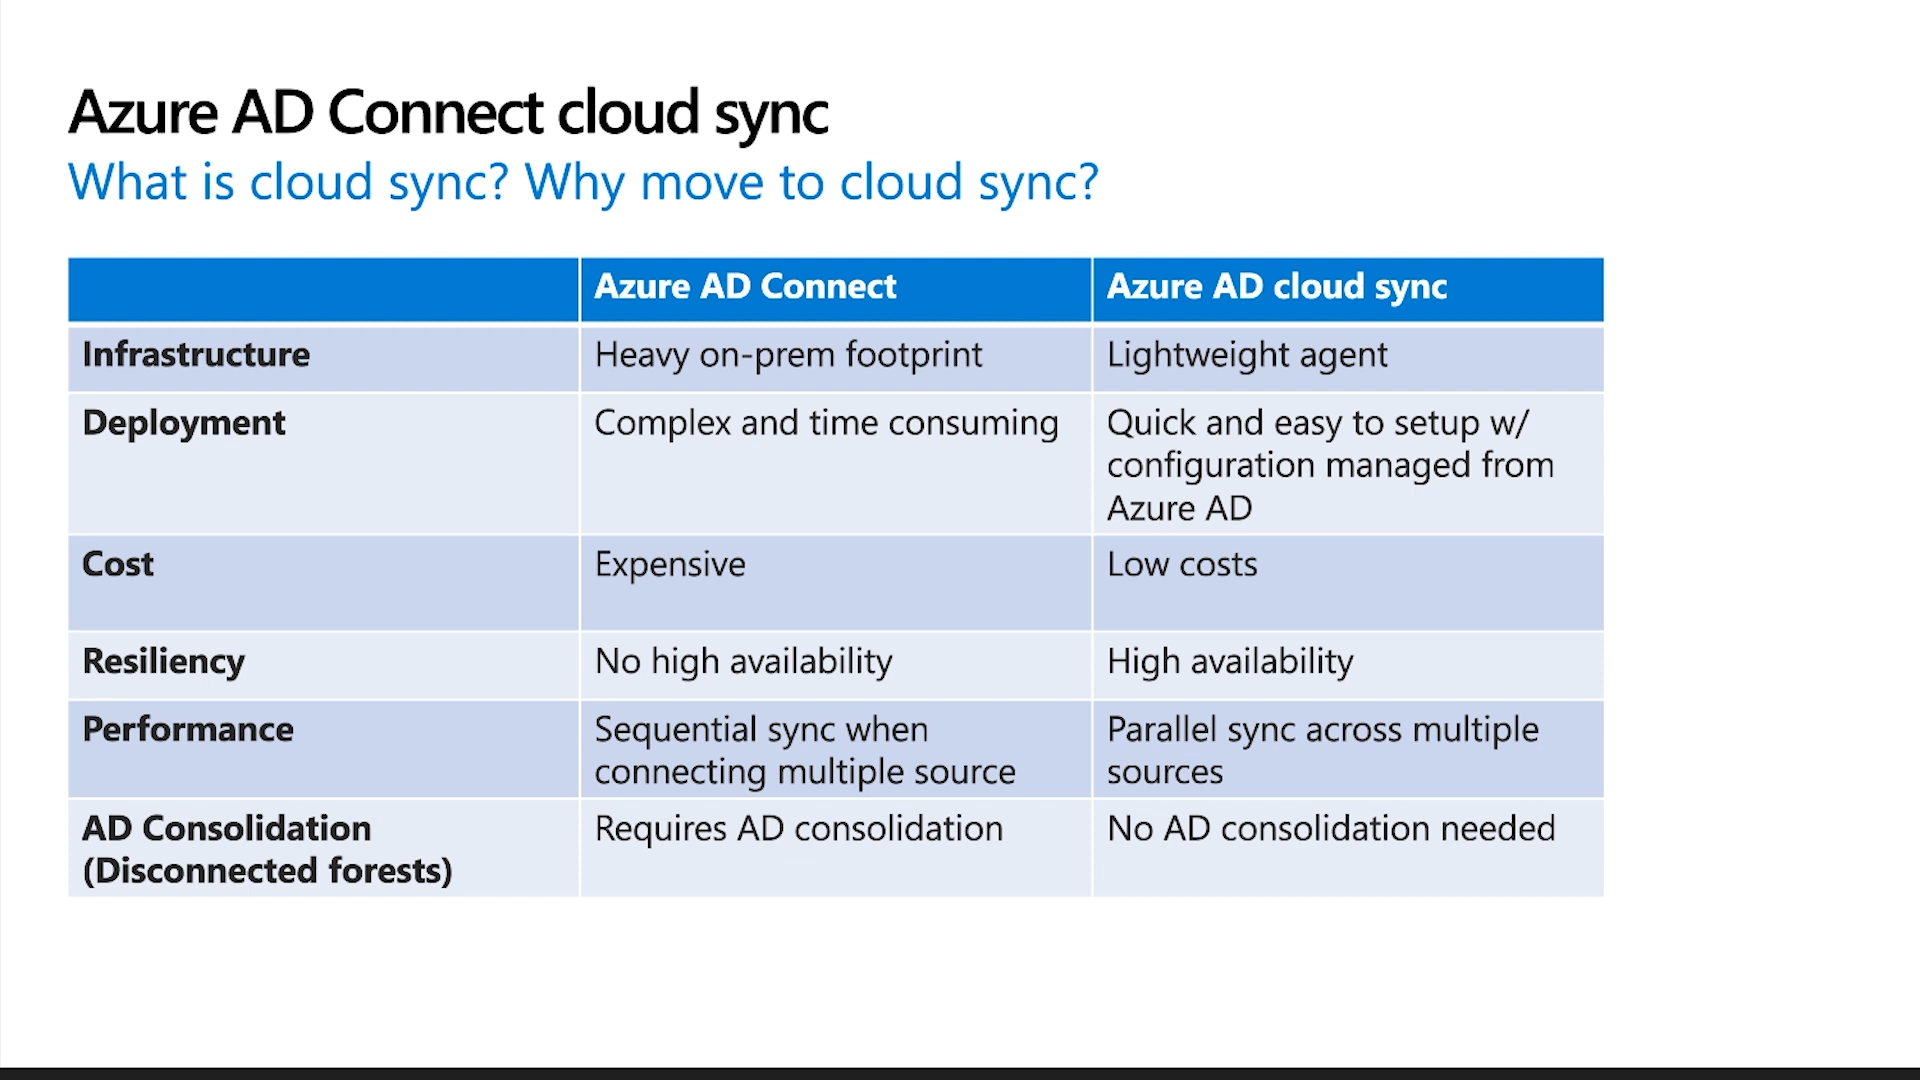 Azure AD Connect cloud sync
What is cloud sync? Why move to cloud sync?
Azure AD Connect
Azure AD cloud sync
Infrastructure
Heavy on-prem footprint
Lightweight agent
Deployment
Complex and time consuming
Quick and easy to setup w/
configuration managed from
Azure AD
Cost
Expensive
Low costs
Resiliency
No high availability
High availability
Performance
Sequential sync when
connecting multiple source
Parallel sync across multiple
sources
AD Consolidation
(Disconnected forests)
Requires AD consolidation
No AD consolidation needed